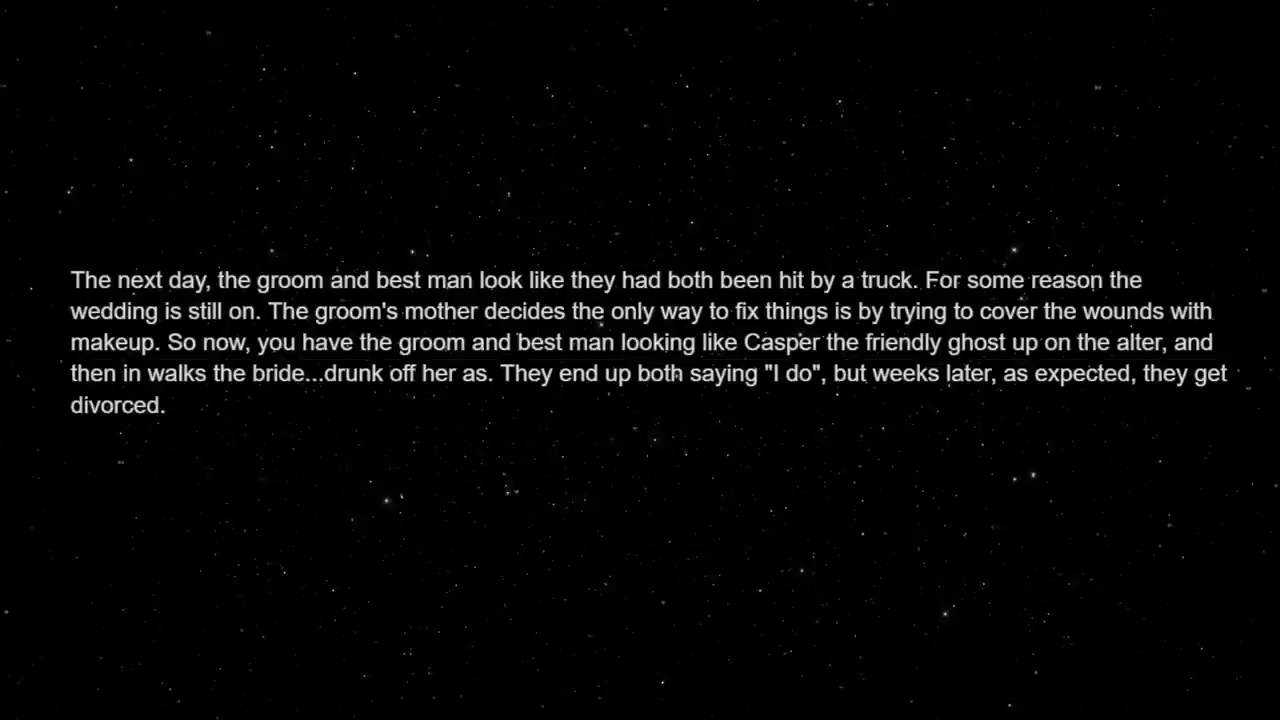 The next day, the groom and best man look like they had both been hit by a truck. For some reason the
wedding is still on. The groom's mother decides the only way to fix things is by trying to cover the wounds with
makeup. So now, you have the groom and best man looking like Casper the friendly ghost up on the alter, and
then in walks the bride...drunk off her as. They end up both saying "I do", but weeks later, as expected, they get
divorced.